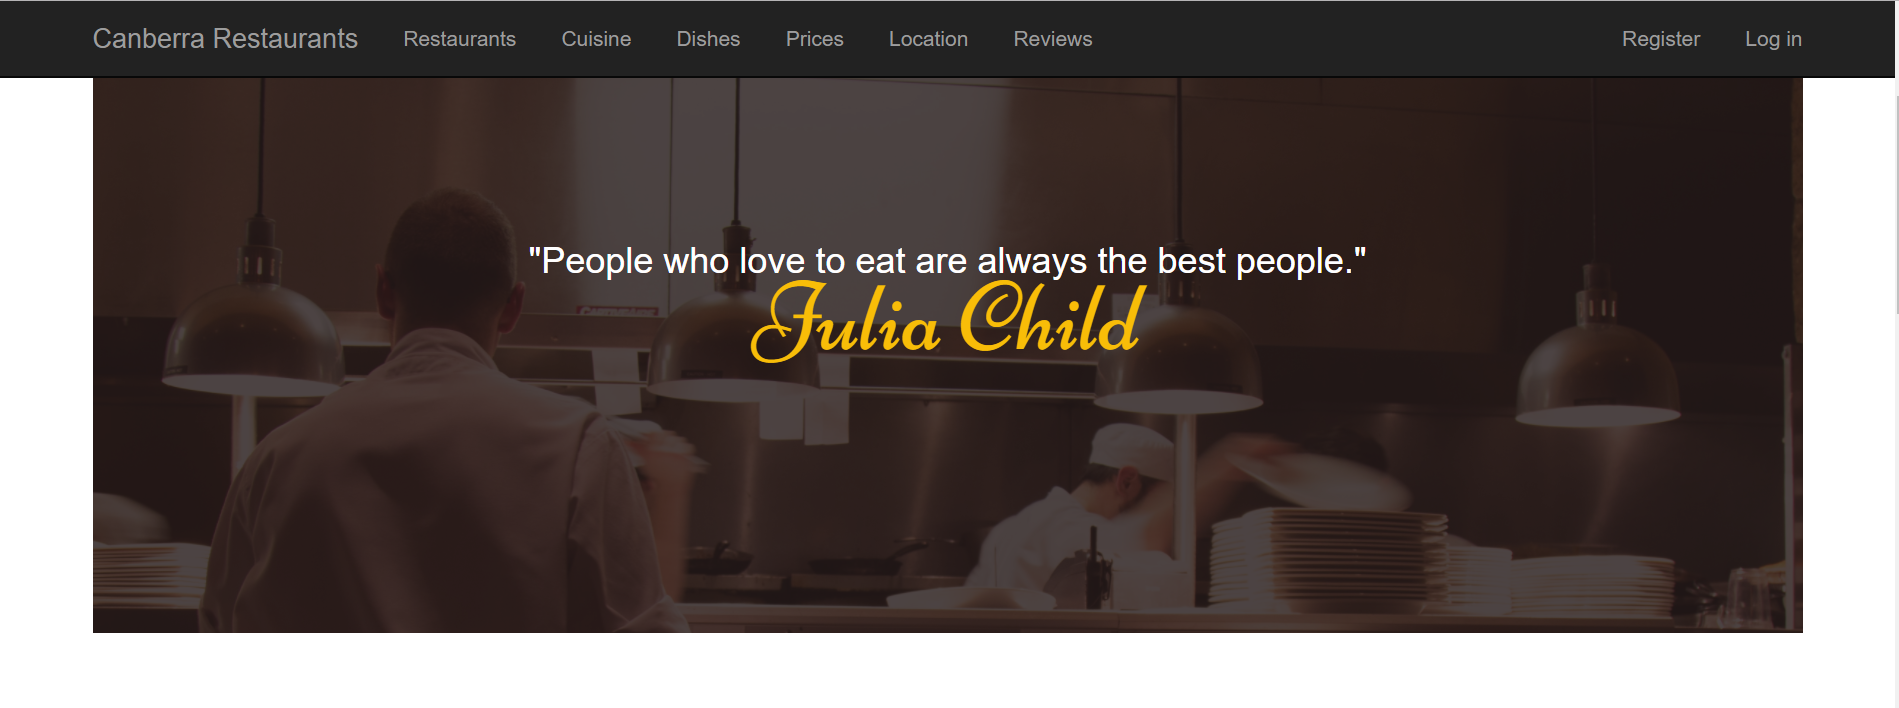 Canberra Restaurants Restaurants Cuisine Dishes Prices Location Reviews Register Log in
"People who love to eat are always the best people."
Julia Child